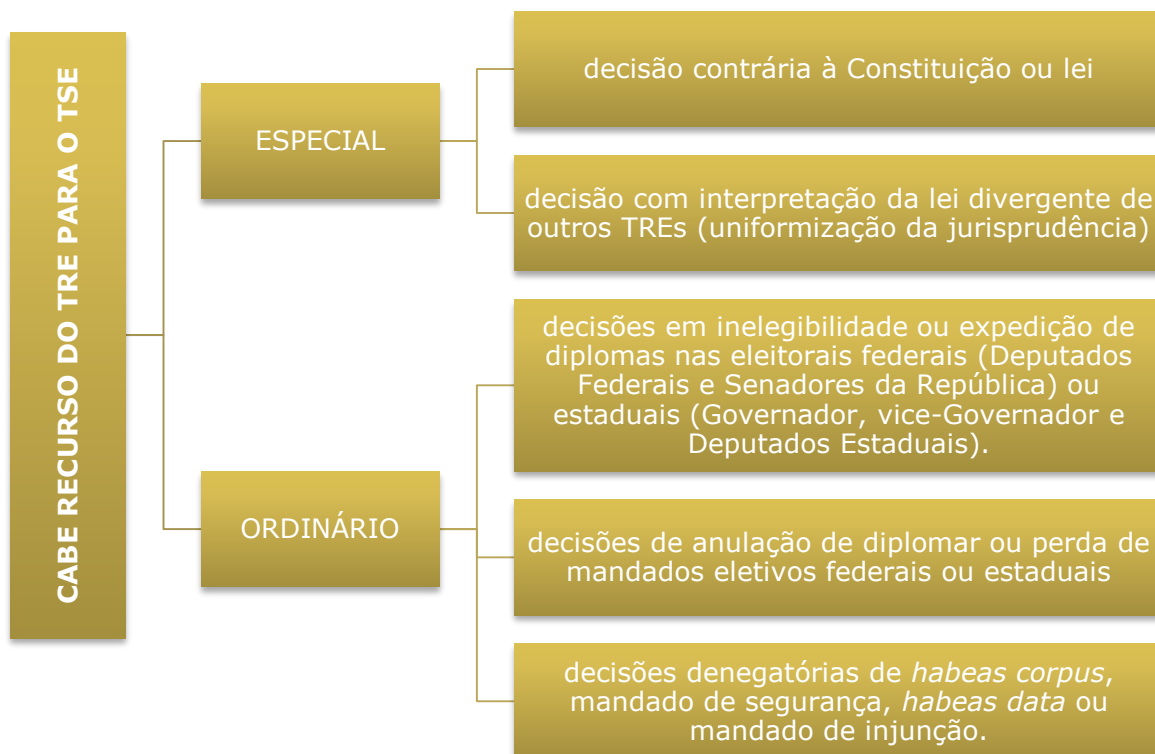 CABE RECURSO DO TRE PARA O TSE
ESPECIAL
decisão contrária à Constituição ou lei
decisão com interpretação da lei divergente de
outros TREs (uniformização da jurisprudência)
ORDINÁRIO
decisões em inelegibilidade ou expedição de
diplomas nas eleitorais federais (Deputados
Federais e Senadores da República) ou
estaduais (Governador, vice-Governador e
Deputados Estaduais).
decisões de anulação de diplomar ou perda de
mandados eletivos federais ou estaduais
decisões denegatórias de habeas corpus,
mandado de segurança, habeas data ou
mandado de injunção.